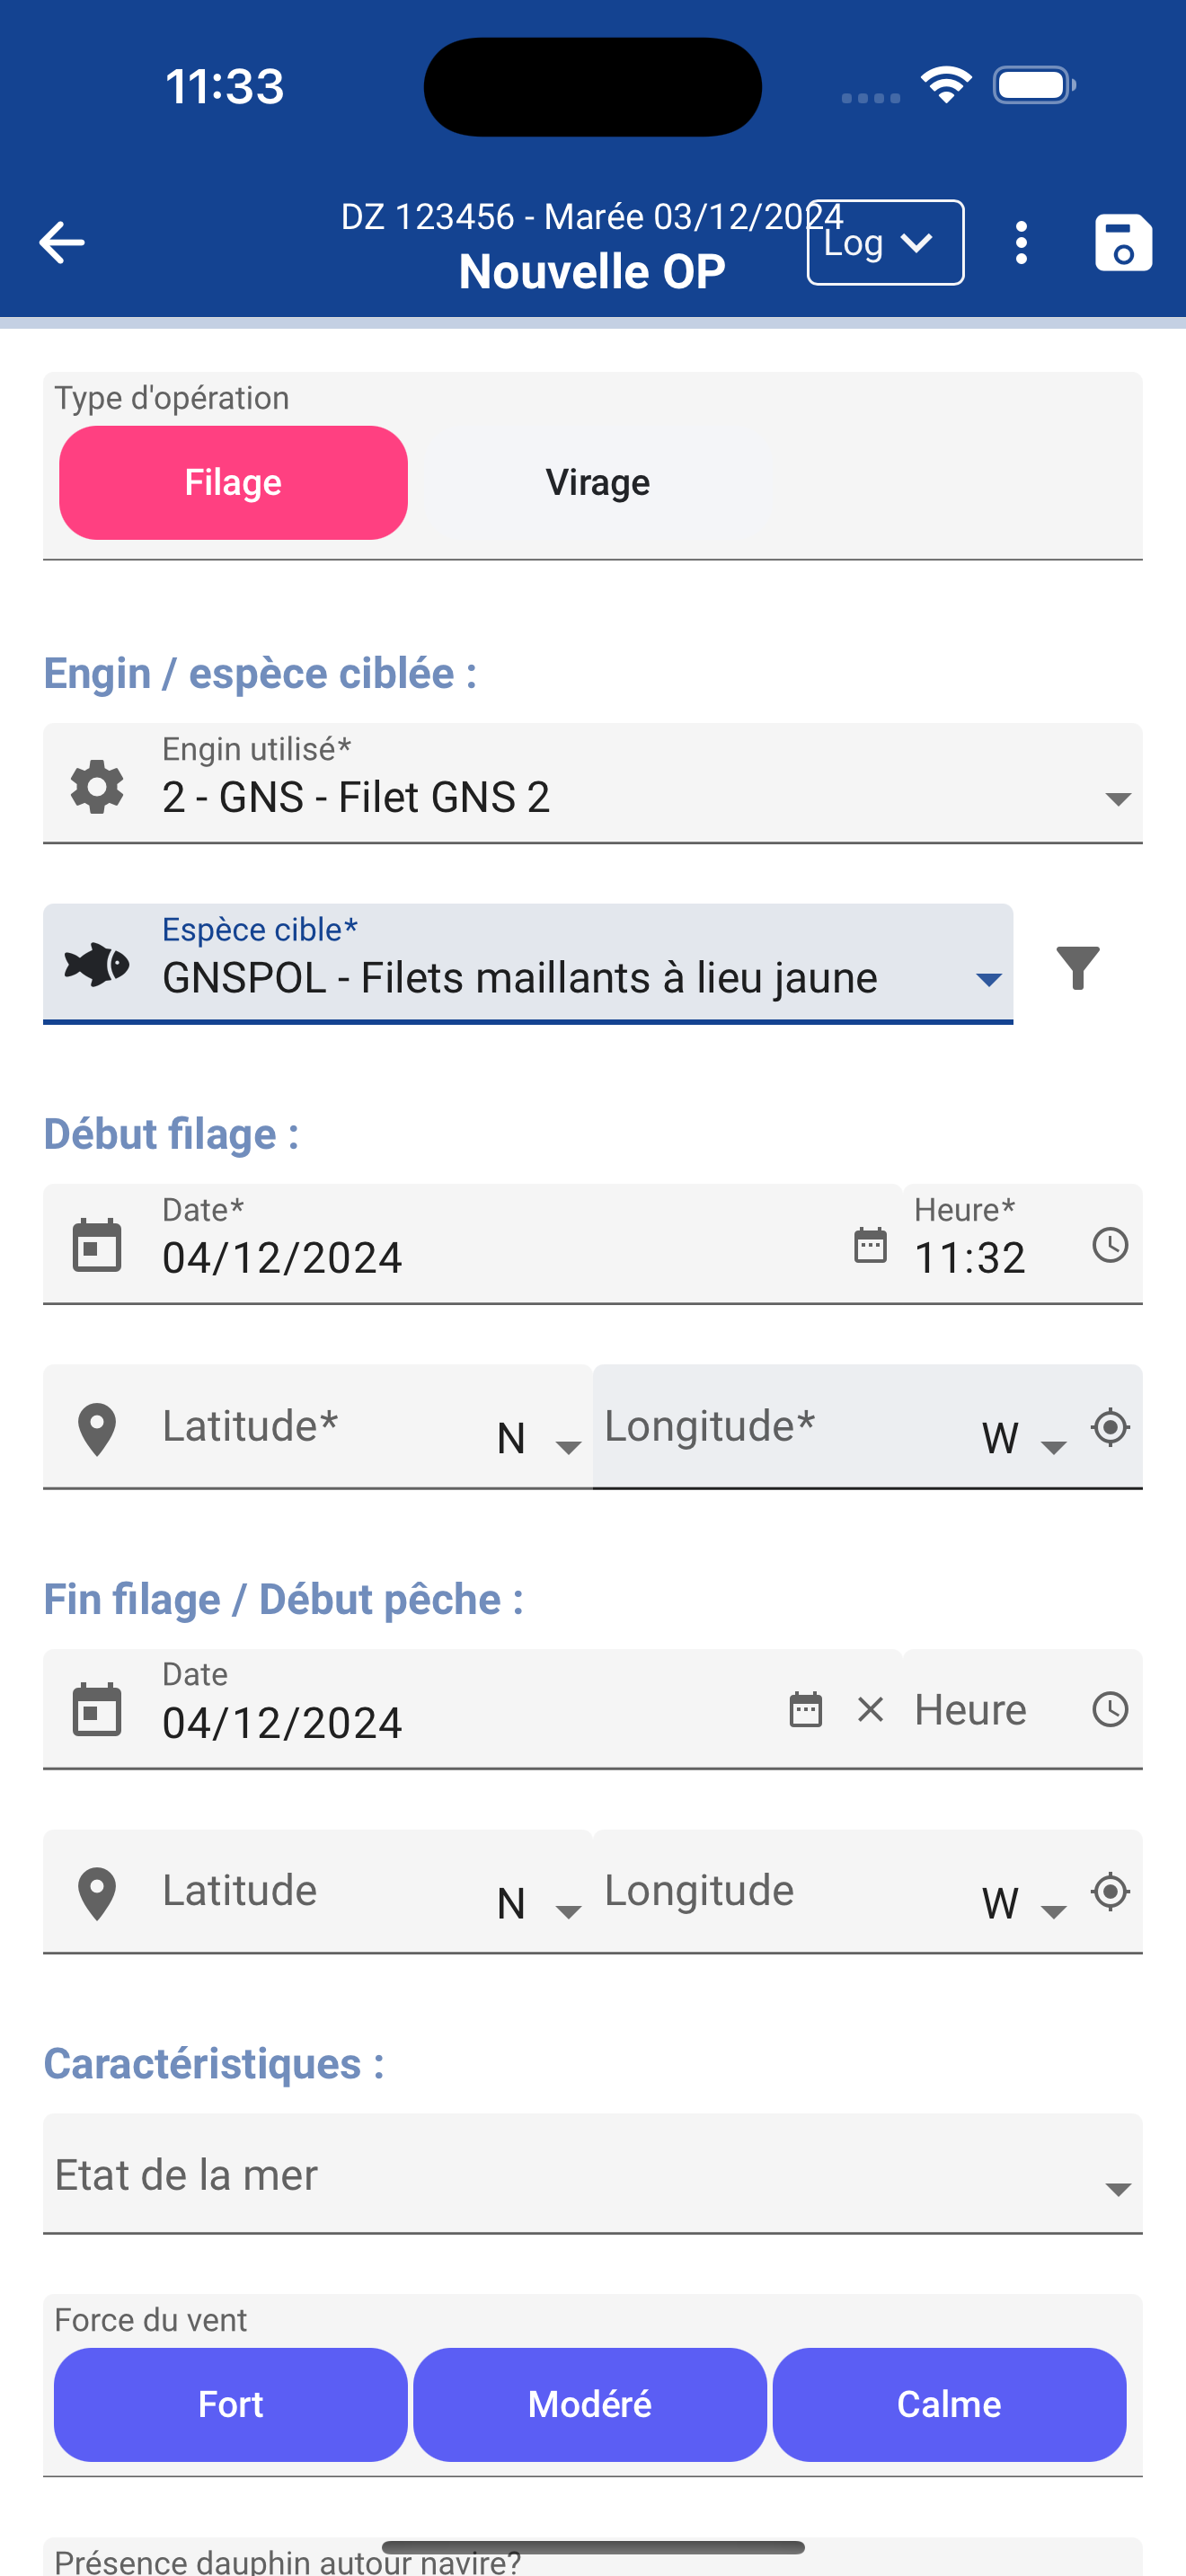 11:33
DZ 123456 - Marée 03/12/2024
Nouvelle OP
Log
Type d'opération
Filage Virage
Engin / espèce ciblée :
Engin utilisé*
2 - GNS - Filet GNS 2
Espèce cible*
GNSPOL - Filets maillants à lieu jaune
Début filage :
Date* Heure*
04/12/2024 11:32
Latitude* N Longitude* W
Fin filage / Début pêche :
Date
04/12/2024 Heure
Latitude N Longitude W
Caractéristiques :
Etat de la mer
Force du vent
Fort Modéré Calme
Présence dauphin autour navire?